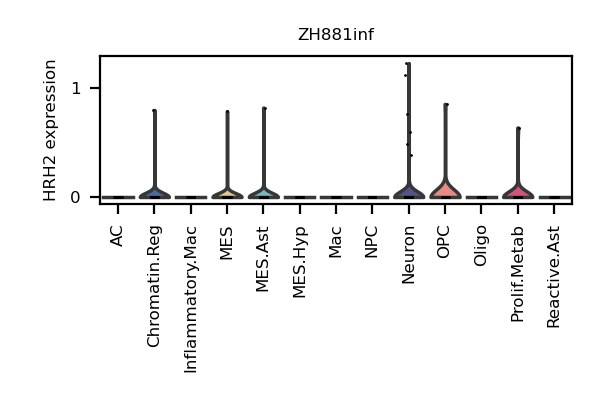 ZH881inf
HRH2 expression
1
0
AC
Chromatin.Reg
Inflammatory.Mac
MES
MES.Ast
MES.Hyp
Mac
NPC
Neuron
OPC
Oligo
Prolif.Metab
Reactive.Ast